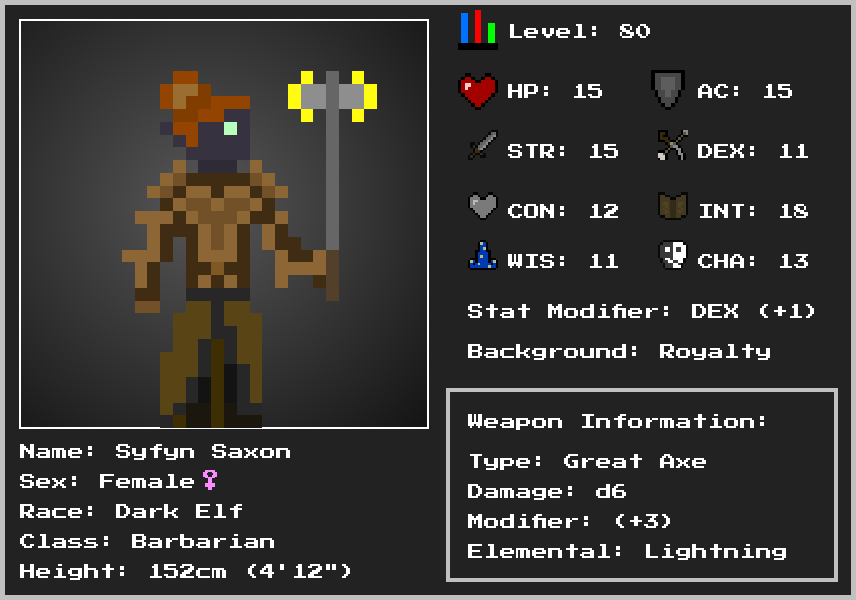 Level: 80
HP: 15
AC: 15
STR: 15
DEX: 11
CON: 12
INT: 18
WIS: 11
CHA: 13
Stat Modifier: DEX (+1)
Background: Royalty
Name: Syfyn Saxon
Sex: Female♀
Race: Dark Elf
Class: Barbarian
Height: 152cm (4'12")
Weapon Information:
Type: Great Axe
Damage: d6
Modifier: (+3)
Elemental: Lightning